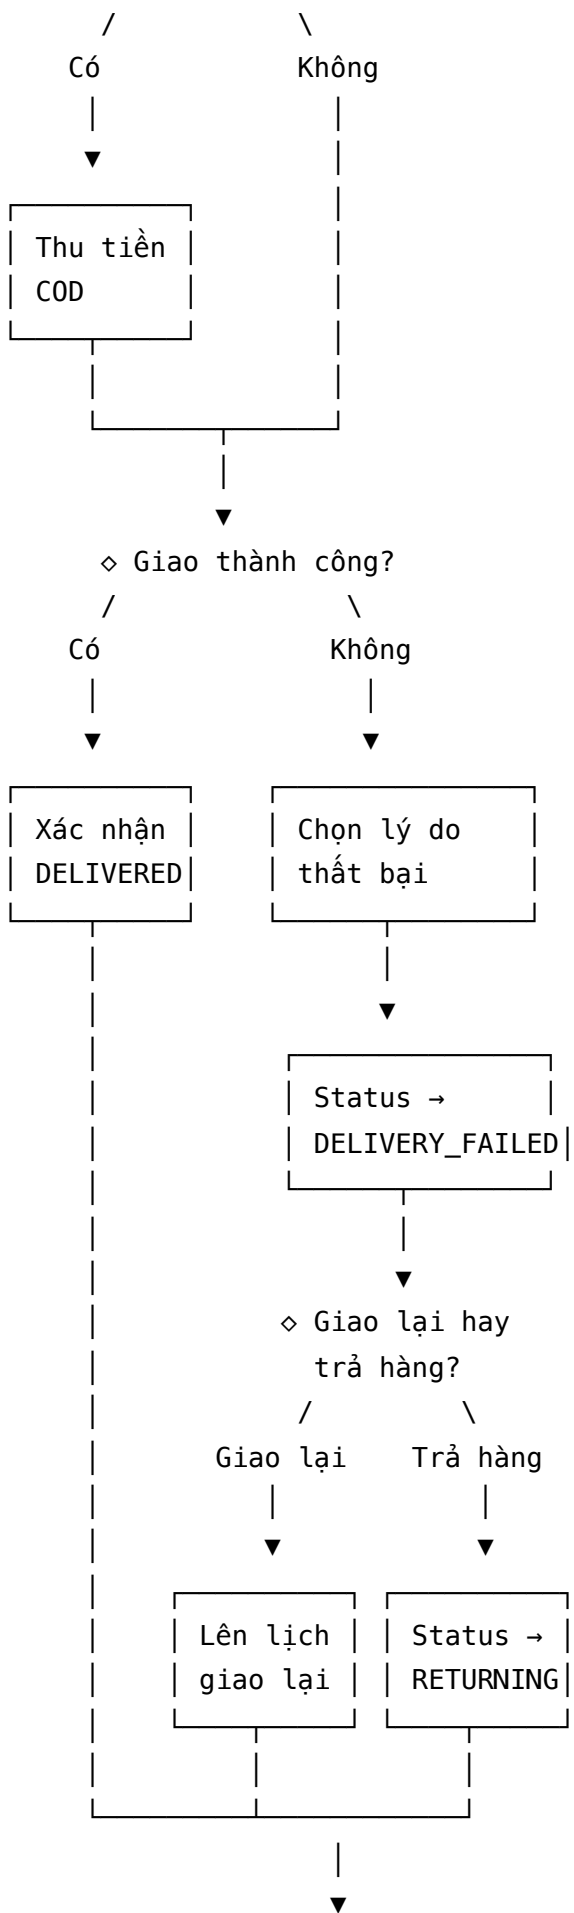 Có Không
Thu tiền
COD
◇ Giao thành công?
Có Không
Xác nhận Chọn lý do
DELIVERED thất bại
Status →
DELIVERY_FAILED
◇ Giao lại hay
trả hàng?
Giao lại Trả hàng
Lên lịch Status →
giao lại RETURNING